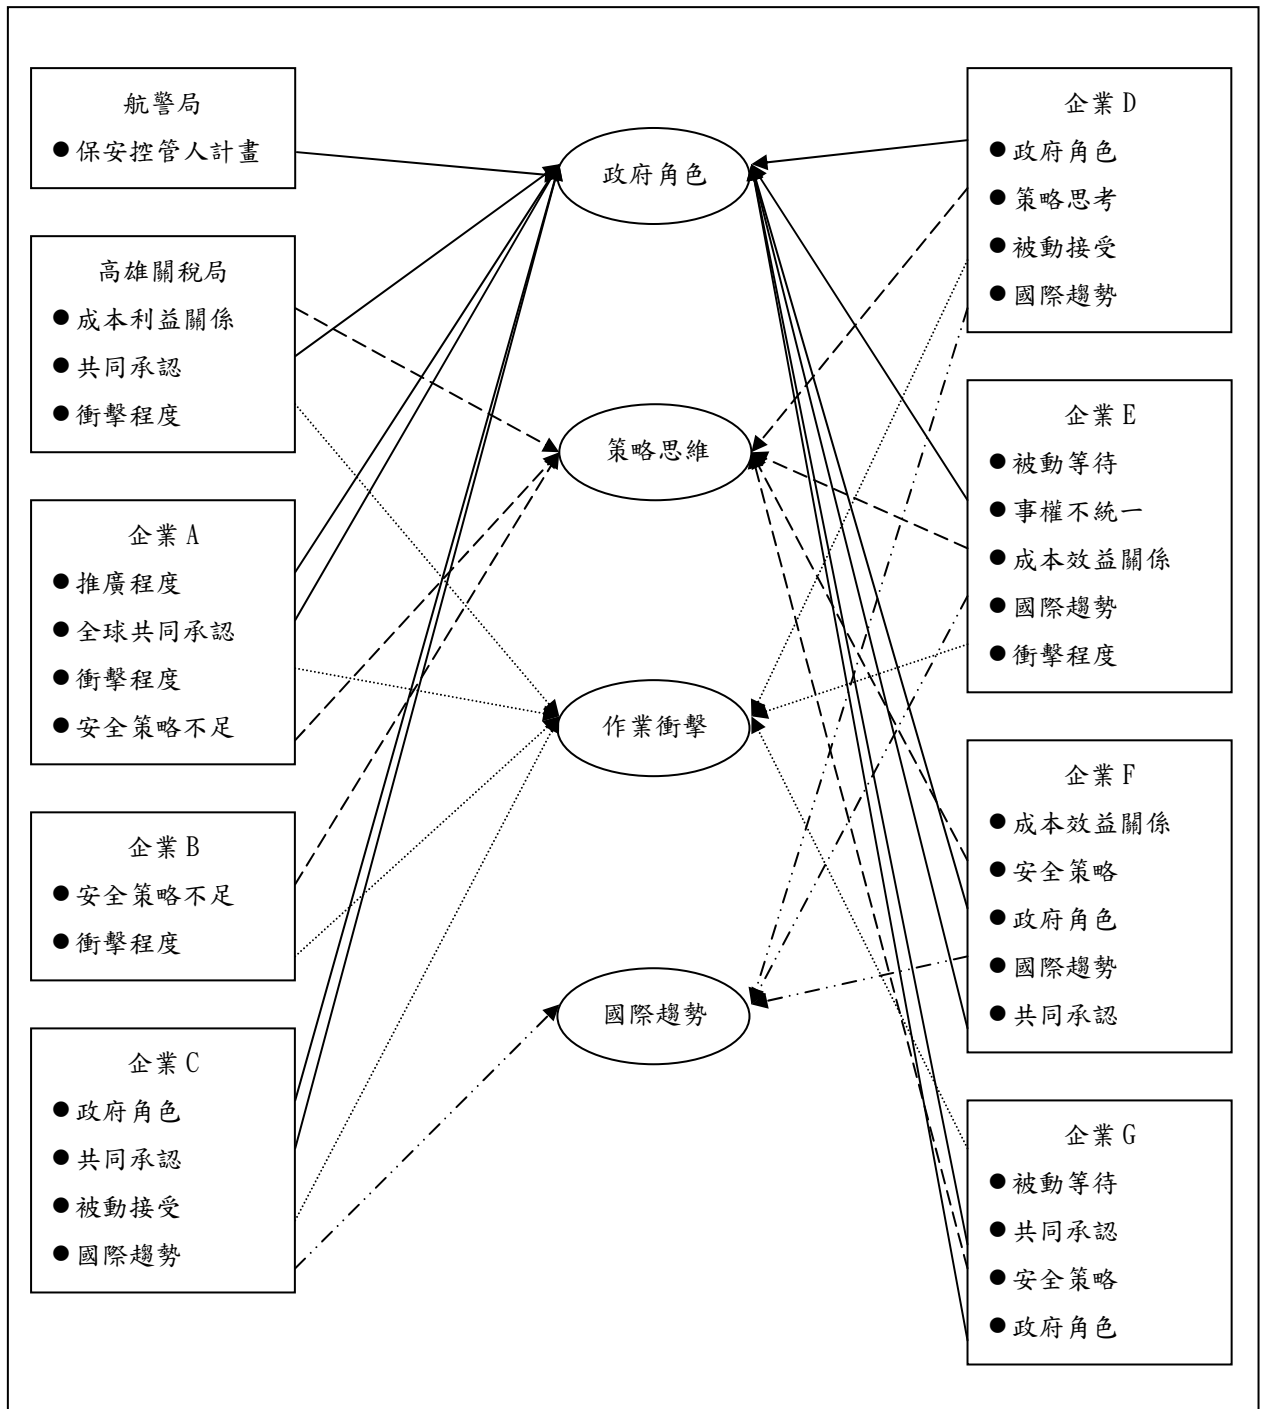 航警局
●保安控管人計畫
高雄關稅局
●成本利益關係
●共同承認
●衝擊程度
企業 A
●推廣程度
●全球共同承認
●衝擊程度
●安全策略不足
企業 B
●安全策略不足
●衝擊程度
企業 C
●政府角色
●共同承認
●被動接受
●國際趨勢
政府角色
策略思維
作業衝擊
國際趨勢
企業 D
●政府角色
●策略思考
●被動接受
●國際趨勢
企業 E
●被動等待
●事權不統一
●成本效益關係
●國際趨勢
●衝擊程度
企業 F
●成本效益關係
●安全策略
●政府角色
●國際趨勢
●共同承認
企業 G
●被動等待
●共同承認
●安全策略
●政府角色